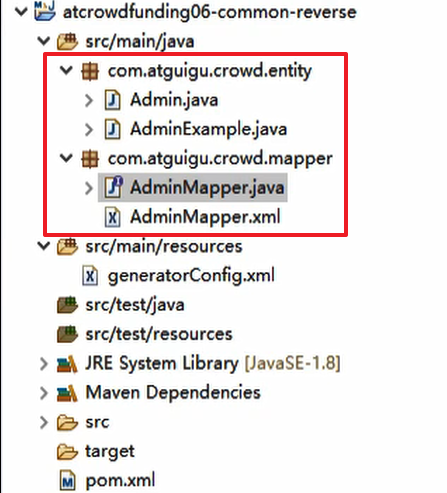 atcrowdfunding06-common-reverse
src/main/java
com.atguigu.crowd.entity
Admin.java
AdminExample.java
com.atguigu.crowd.mapper
AdminMapper.java
AdminMapper.xml
src/main/resources
generatorConfig.xml
src/test/java
src/test/resources
JRE System Library [JavaSE-1.8]
Maven Dependencies
src
target
pom.xml